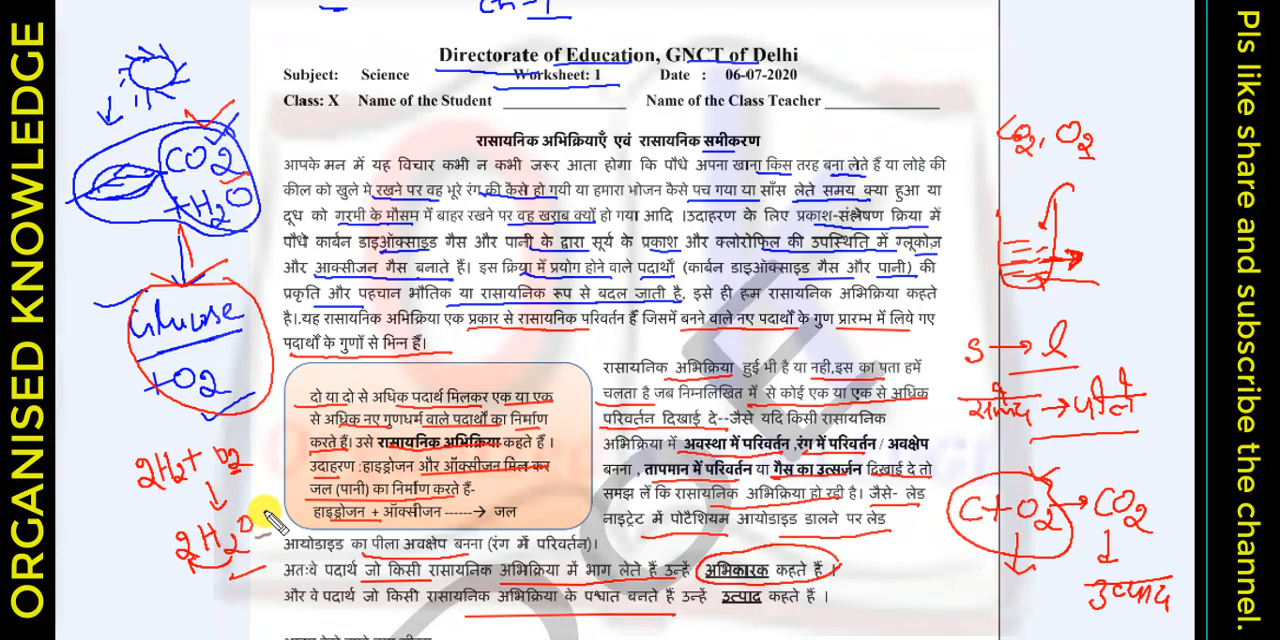 ch-1
Directorate of Education, GNCT of Delhi
Subject: Science Worksheet: 1 Date : 06-07-2020
Class: X Name of the Student ________ Name of the Class Teacher ________
रासायनिक अभिक्रियाएँ एवं रासायनिक समीकरण
आपके मन में यह विचार कभी न कभी जरूर आता होगा कि पौधे अपना खाना किस तरह बना लेते हैं या लोहे की
कील को खुले मे रखने पर वह भूरे रंग की कैसे हो गयी या हमारा भोजन कैसे पच गया या साँस लेते समय क्या हुआ या
दूध को गरमी के मौसम में बाहर रखने पर वह खराब क्यों हो गया आदि ।उदाहरण के लिए प्रकाश-संश्लेषण क्रिया में
पौधे कार्बन डाइऑक्साइड गैस और पानी के द्वारा सूर्य के प्रकाश और क्लोरोफिल की उपस्थिति में ग्लूकोज़
और आक्सीजन गैस बनाते हैं। इस क्रिया में प्रयोग होने वाले पदार्थों (कार्बन डाइऑक्साइड गैस और पानी) की
प्रकृति और पहचान भौतिक या रासायनिक रूप से बदल जाती है, इसे ही हम रासायनिक अभिक्रिया कहते
है।.यह रासायनिक अभिक्रिया एक प्रकार से रासायनिक परिवर्तन हैं जिसमें बनने वाले नए पदार्थों के गुण प्रारम्भ में लिये गए
पदार्थों के गुणों से भिन्न हैं।
दो या दो से अधिक पदार्थ मिलकर एक या एक
से अधिक नए गुणधर्म वाले पदार्थों का निर्माण
करते हैं। उसे रासायनिक अभिक्रिया कहते हैं ।
उदाहरण :हाइड्रोजन और ऑक्सीजन मिल कर
जल (पानी) का निर्माण करते हैं-
हाइड्रोजन + ऑक्सीजन ------→ जल
रासायनिक अभिक्रिया हुई भी है या नही,इस का पता हमें
चलता है जब निम्नलिखित में से कोई एक या एक से अधिक
परिवर्तन दिखाई दे--जैसे यदि किसी रासायनिक
अभिक्रिया में अवस्था में परिवर्तन ,रंग में परिवर्तन / अवक्षेप
बनना , तापमान में परिवर्तन या गैस का उत्सर्जन दिखाई दे तो
समझ लें कि रासायनिक अभिक्रिया हो रही है। जैसे- लेड
नाइट्रेट में पोटैशियम आयोडाइड डालने पर लेड
आयोडाइड का पीला अवक्षेप बनना (रंग में परिवर्तन)।
अतःवे पदार्थ जो किसी रासायनिक अभिक्रिया में भाग लेते हैं उन्हें अभिकारक कहते हैं ।
और वे पदार्थ जो किसी रासायनिक अभिक्रिया के पश्चात बनते हैं उन्हें उत्पाद कहते हैं ।
ORGANISED KNOWLEDGE
CO2
+H2O
Glucose
+O2
2H2+O2
2H2O
CO2, O2
S → l
सफेद → पीले
C+O2 → CO2
उत्पाद
Pls like share and subscribe the channel.
DOE